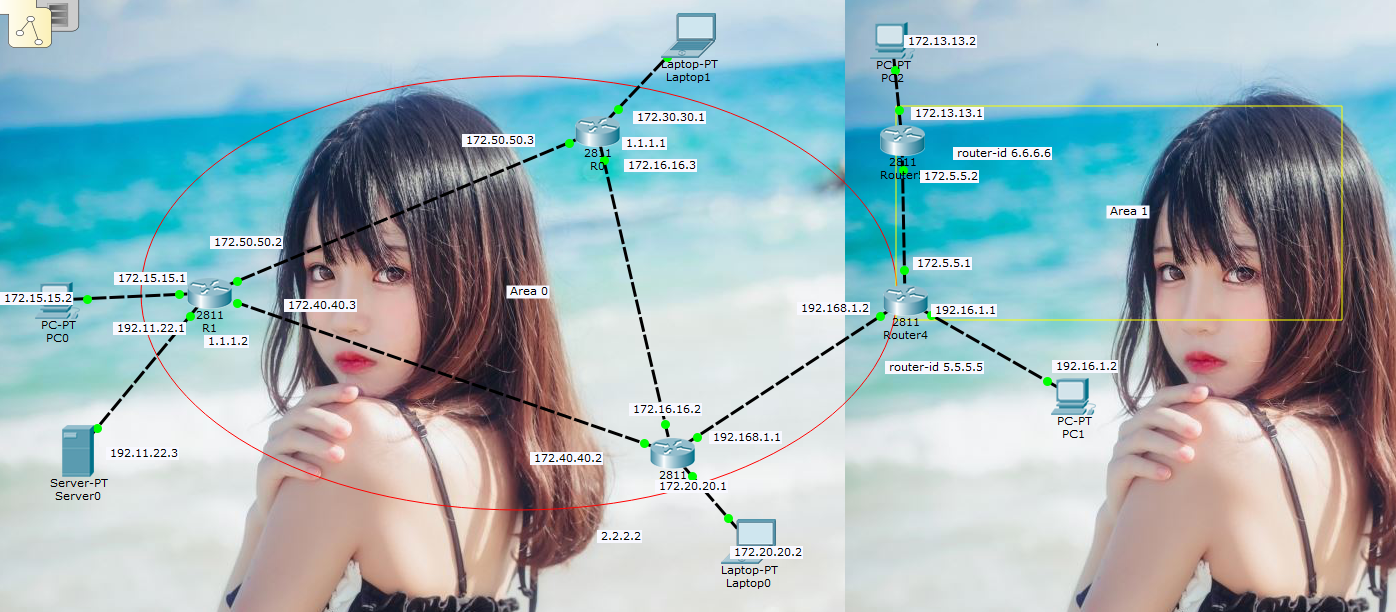 Laptop-PT
Laptop1
172.30.30.1
172.50.50.3
1.1.1.1
2811
R0
172.16.16.3
172.50.50.2
172.15.15.1
172.15.15.2
PC-PT
PC0
192.11.22.1
2811
R1
1.1.1.2
172.40.40.3
Area 0
192.11.22.3
Server-PT
Server0
172.16.16.2
192.168.1.1
172.40.40.2
2811
172.20.20.1
2.2.2.2
172.20.20.2
Laptop-PT
Laptop0
172.13.13.2
PC-PT
PC2
172.13.13.1
2811
router-id 6.6.6.6
172.5.5.2
Area 1
172.5.5.1
192.168.1.2
192.16.1.1
2811
Router4
router-id 5.5.5.5
192.16.1.2
PC-PT
PC1